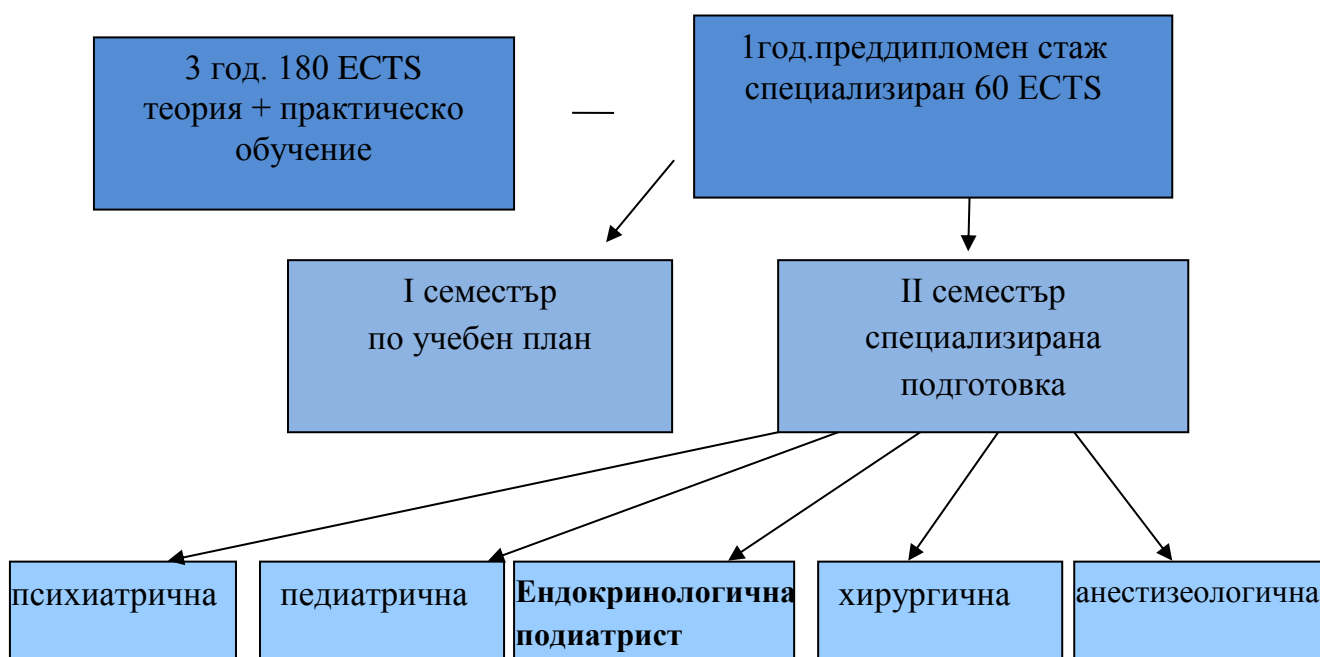 3 год. 180 ECTS
теория + практическо
обучение
1год.преддипломен стаж
специализиран 60 ECTS
I семестър
по учебен план
II семестър
специализирана
подготовка
психиатрична
педиатрична
Ендокринологична
подиатрист
хирургична
анестизеологична